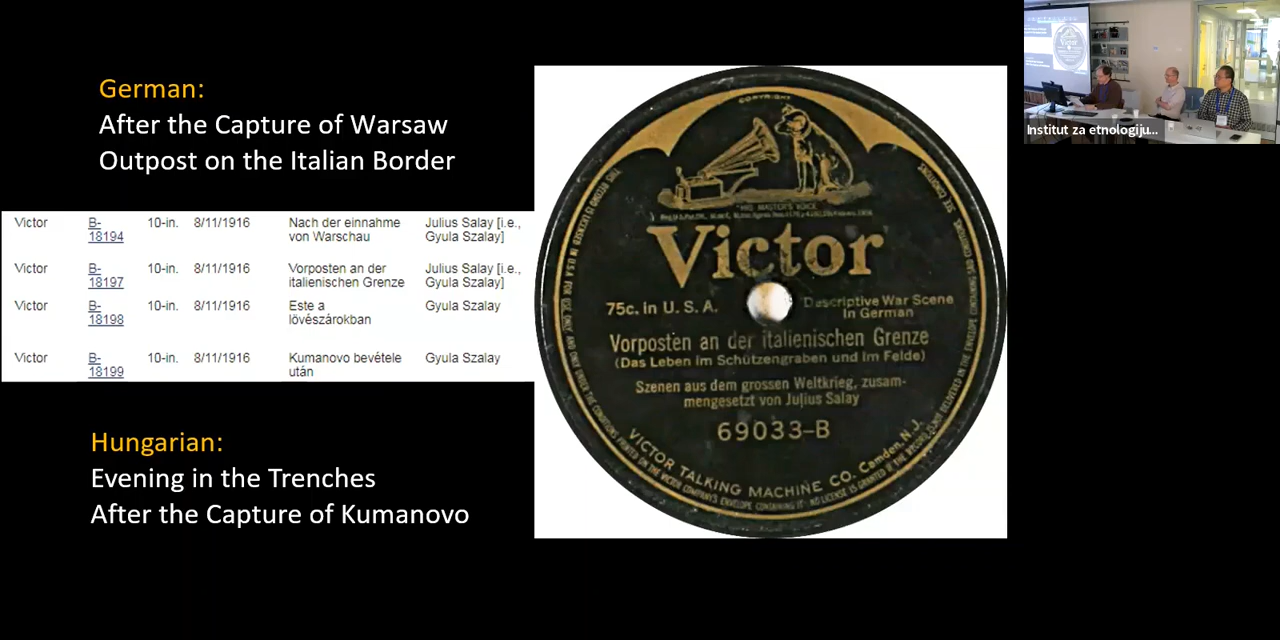 German:
After the Capture of Warsaw
Outpost on the Italian Border
Victor B- 10-in. 8/11/1916 Nach der einnahme Julius Salay [i.e.,
18194 von Warschau Gyula Szalay]
Victor B- 10-in. 8/11/1916 Vorposten an der Julius Salay [i.e.,
18197 italienischen Grenze Gyula Szalay]
Victor B- 10-in. 8/11/1916 Este a Gyula Szalay
18198 lövészárokban
Victor B- 10-in. 8/11/1916 Kumanovo bevétele Gyula Szalay
18199 után
Hungarian:
Evening in the Trenches
After the Capture of Kumanovo
COPYRIGHT
"HIS MASTER'S VOICE"
Victor
75c. in U. S. A.
Descriptive War Scene
In German
Vorposten an der italienischen Grenze
(Das Leben im Schützengraben und im Felde)
Szenen aus dem grossen Weltkrieg, zusam-
mengesetzt von Julius Salay
69033-B
VICTOR TALKING MACHINE CO. Camden, N.J.
Institut za etnologiju...